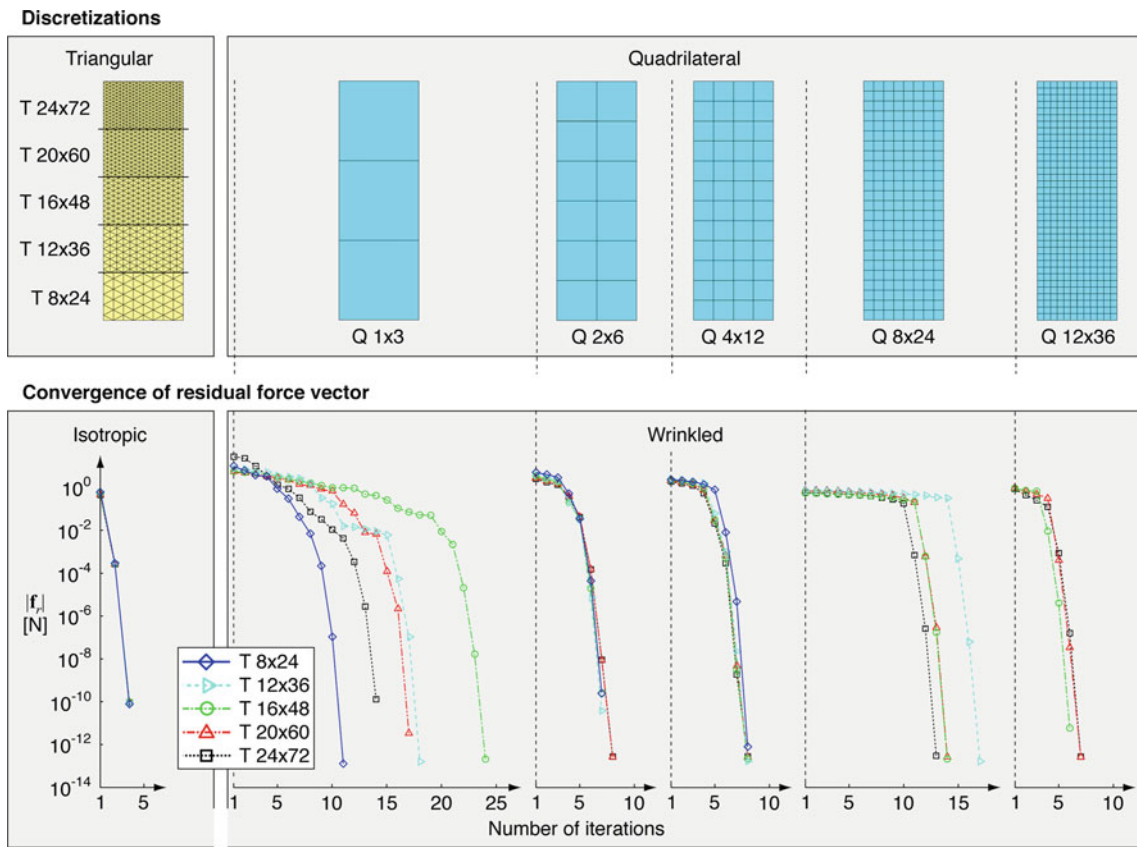 Discretizations
Triangular
T 24x72
T 20x60
T 16x48
T 12x36
T 8x24
Quadrilateral
Q 1x3
Q 2x6
Q 4x12
Q 8x24
Q 12x36
Convergence of residual force vector
Isotropic
Wrinkled
10^0
10^-2
10^-4
10^-6
10^-8
10^-10
10^-12
10^-14
|f_r|
[N]
T 8x24
T 12x36
T 16x48
T 20x60
T 24x72
1 5
1 5 10 15 20 25
1 5 10
1 5 10
1 5 10 15
1 5 10
Number of iterations